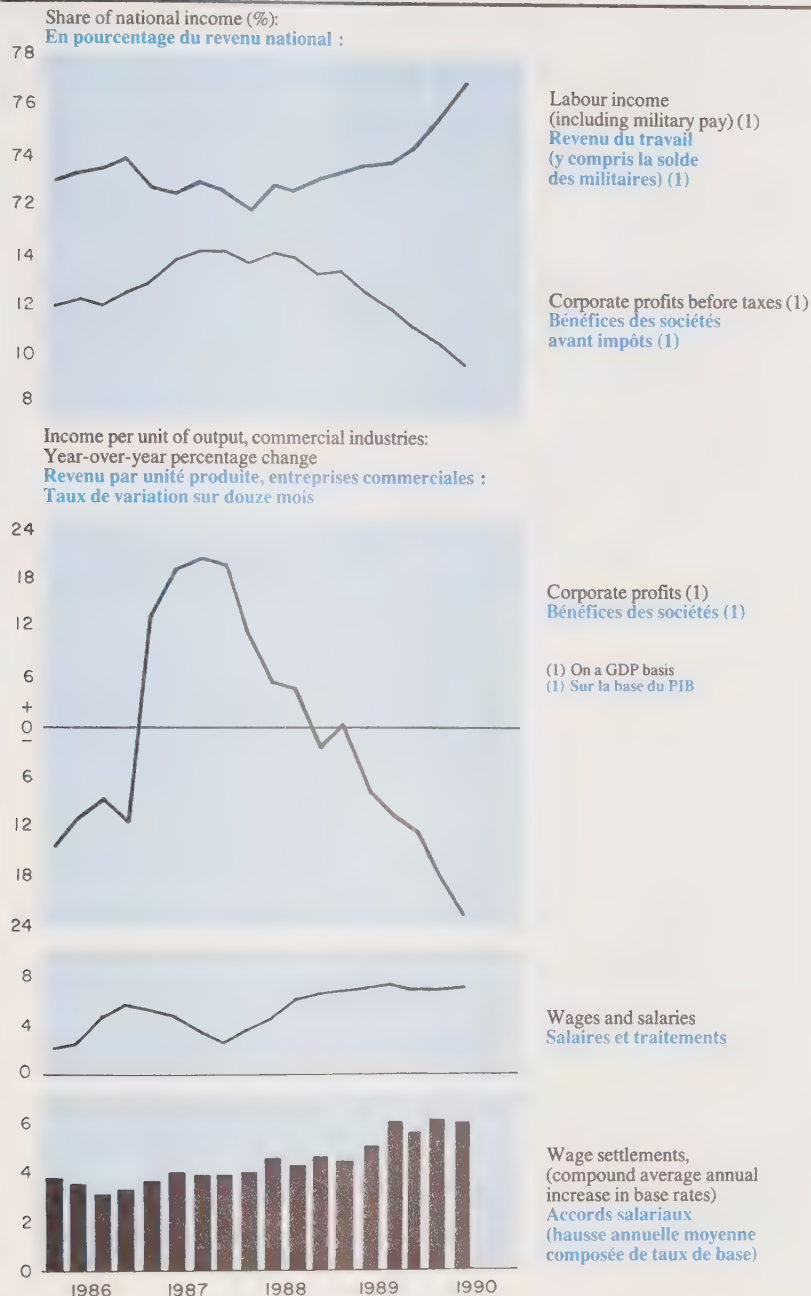 Share of national income (%):
En pourcentage du revenu national :
78
76
74
72
14
12
10
8
Labour income
(including military pay) (1)
Revenu du travail
(y compris la solde
des militaires) (1)
Corporate profits before taxes (1)
Bénéfices des sociétés
avant impôts (1)
Income per unit of output, commercial industries:
Year-over-year percentage change
Revenu par unité produite, entreprises commerciales :
Taux de variation sur douze mois
24
18
12
6
+
0
−
6
12
18
24
Corporate profits (1)
Bénéfices des sociétés (1)
(1) On a GDP basis
(1) Sur la base du PIB
8
4
0
Wages and salaries
Salaires et traitements
6
4
2
0
Wage settlements,
(compound average annual
increase in base rates)
Accords salariaux
(hausse annuelle moyenne
composée de taux de base)
1986 1987 1988 1989 1990